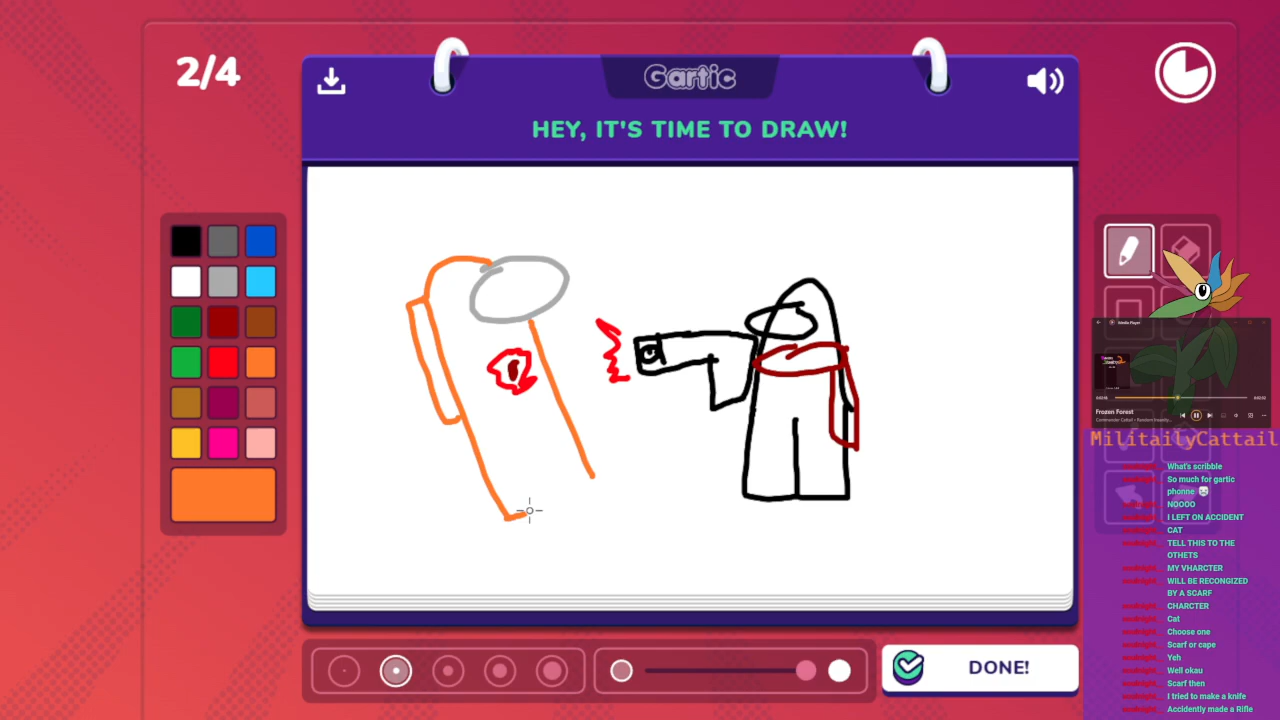 2/4
Gartic
HEY, IT'S TIME TO DRAW!
Frozen Forest
MilitailyCattail
What's scribble
So much for gartic
phonne
NOOOO
I LEFT ON ACCIDENT
CAT
TELL THIS TO THE
OTHETS
MY VHARCTER
WILL BE RECONGIZED
BY A SCARF
CHARCTER
Cat
Choose one
Scarf or cape
Yeh
Well okau
Scarf then
I tried to make a knife
Accidently made a Rifle
DONE!